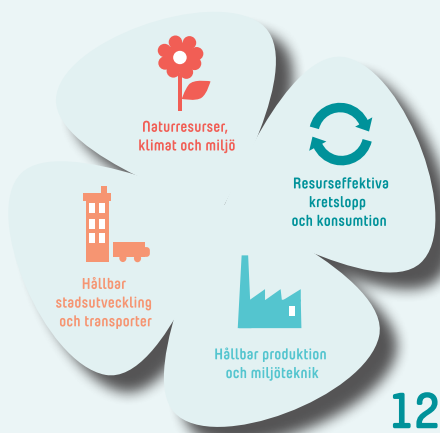 Naturresurser,
klimat och miljö
Resurseffektiva
kretslopp
och konsumtion
Hållbar
stadsutveckling
och transporter
Hållbar produktion
och miljöteknik
12